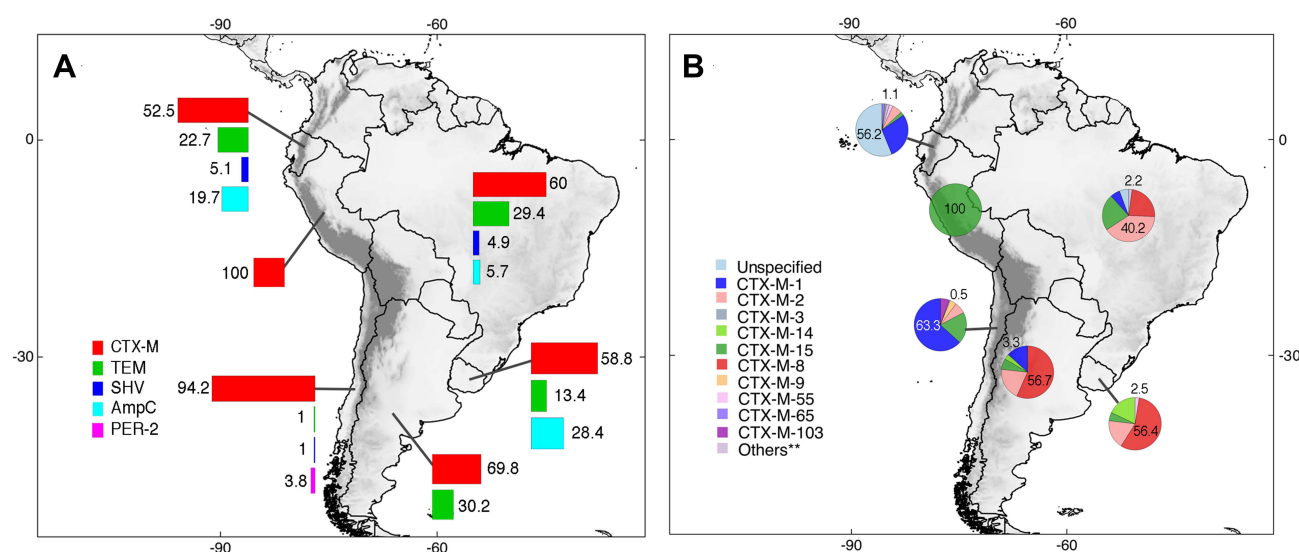 -90 -60
A
52.5
22.7
5.1
19.7
0
60
29.4
4.9
5.7
100
CTX-M
TEM
SHV
AmpC
PER-2
-30
94.2
1
1
3.8
58.8
13.4
28.4
69.8
30.2
-90 -60
-90 -60
B
1.1
56.2
0
100
2.2
40.2
Unspecified
CTX-M-1
CTX-M-2
CTX-M-3
CTX-M-14
CTX-M-15
CTX-M-8
CTX-M-9
CTX-M-55
CTX-M-65
CTX-M-103
Others**
0.5
63.3
3.3
56.7
-30
2.5
56.4
-90 -60